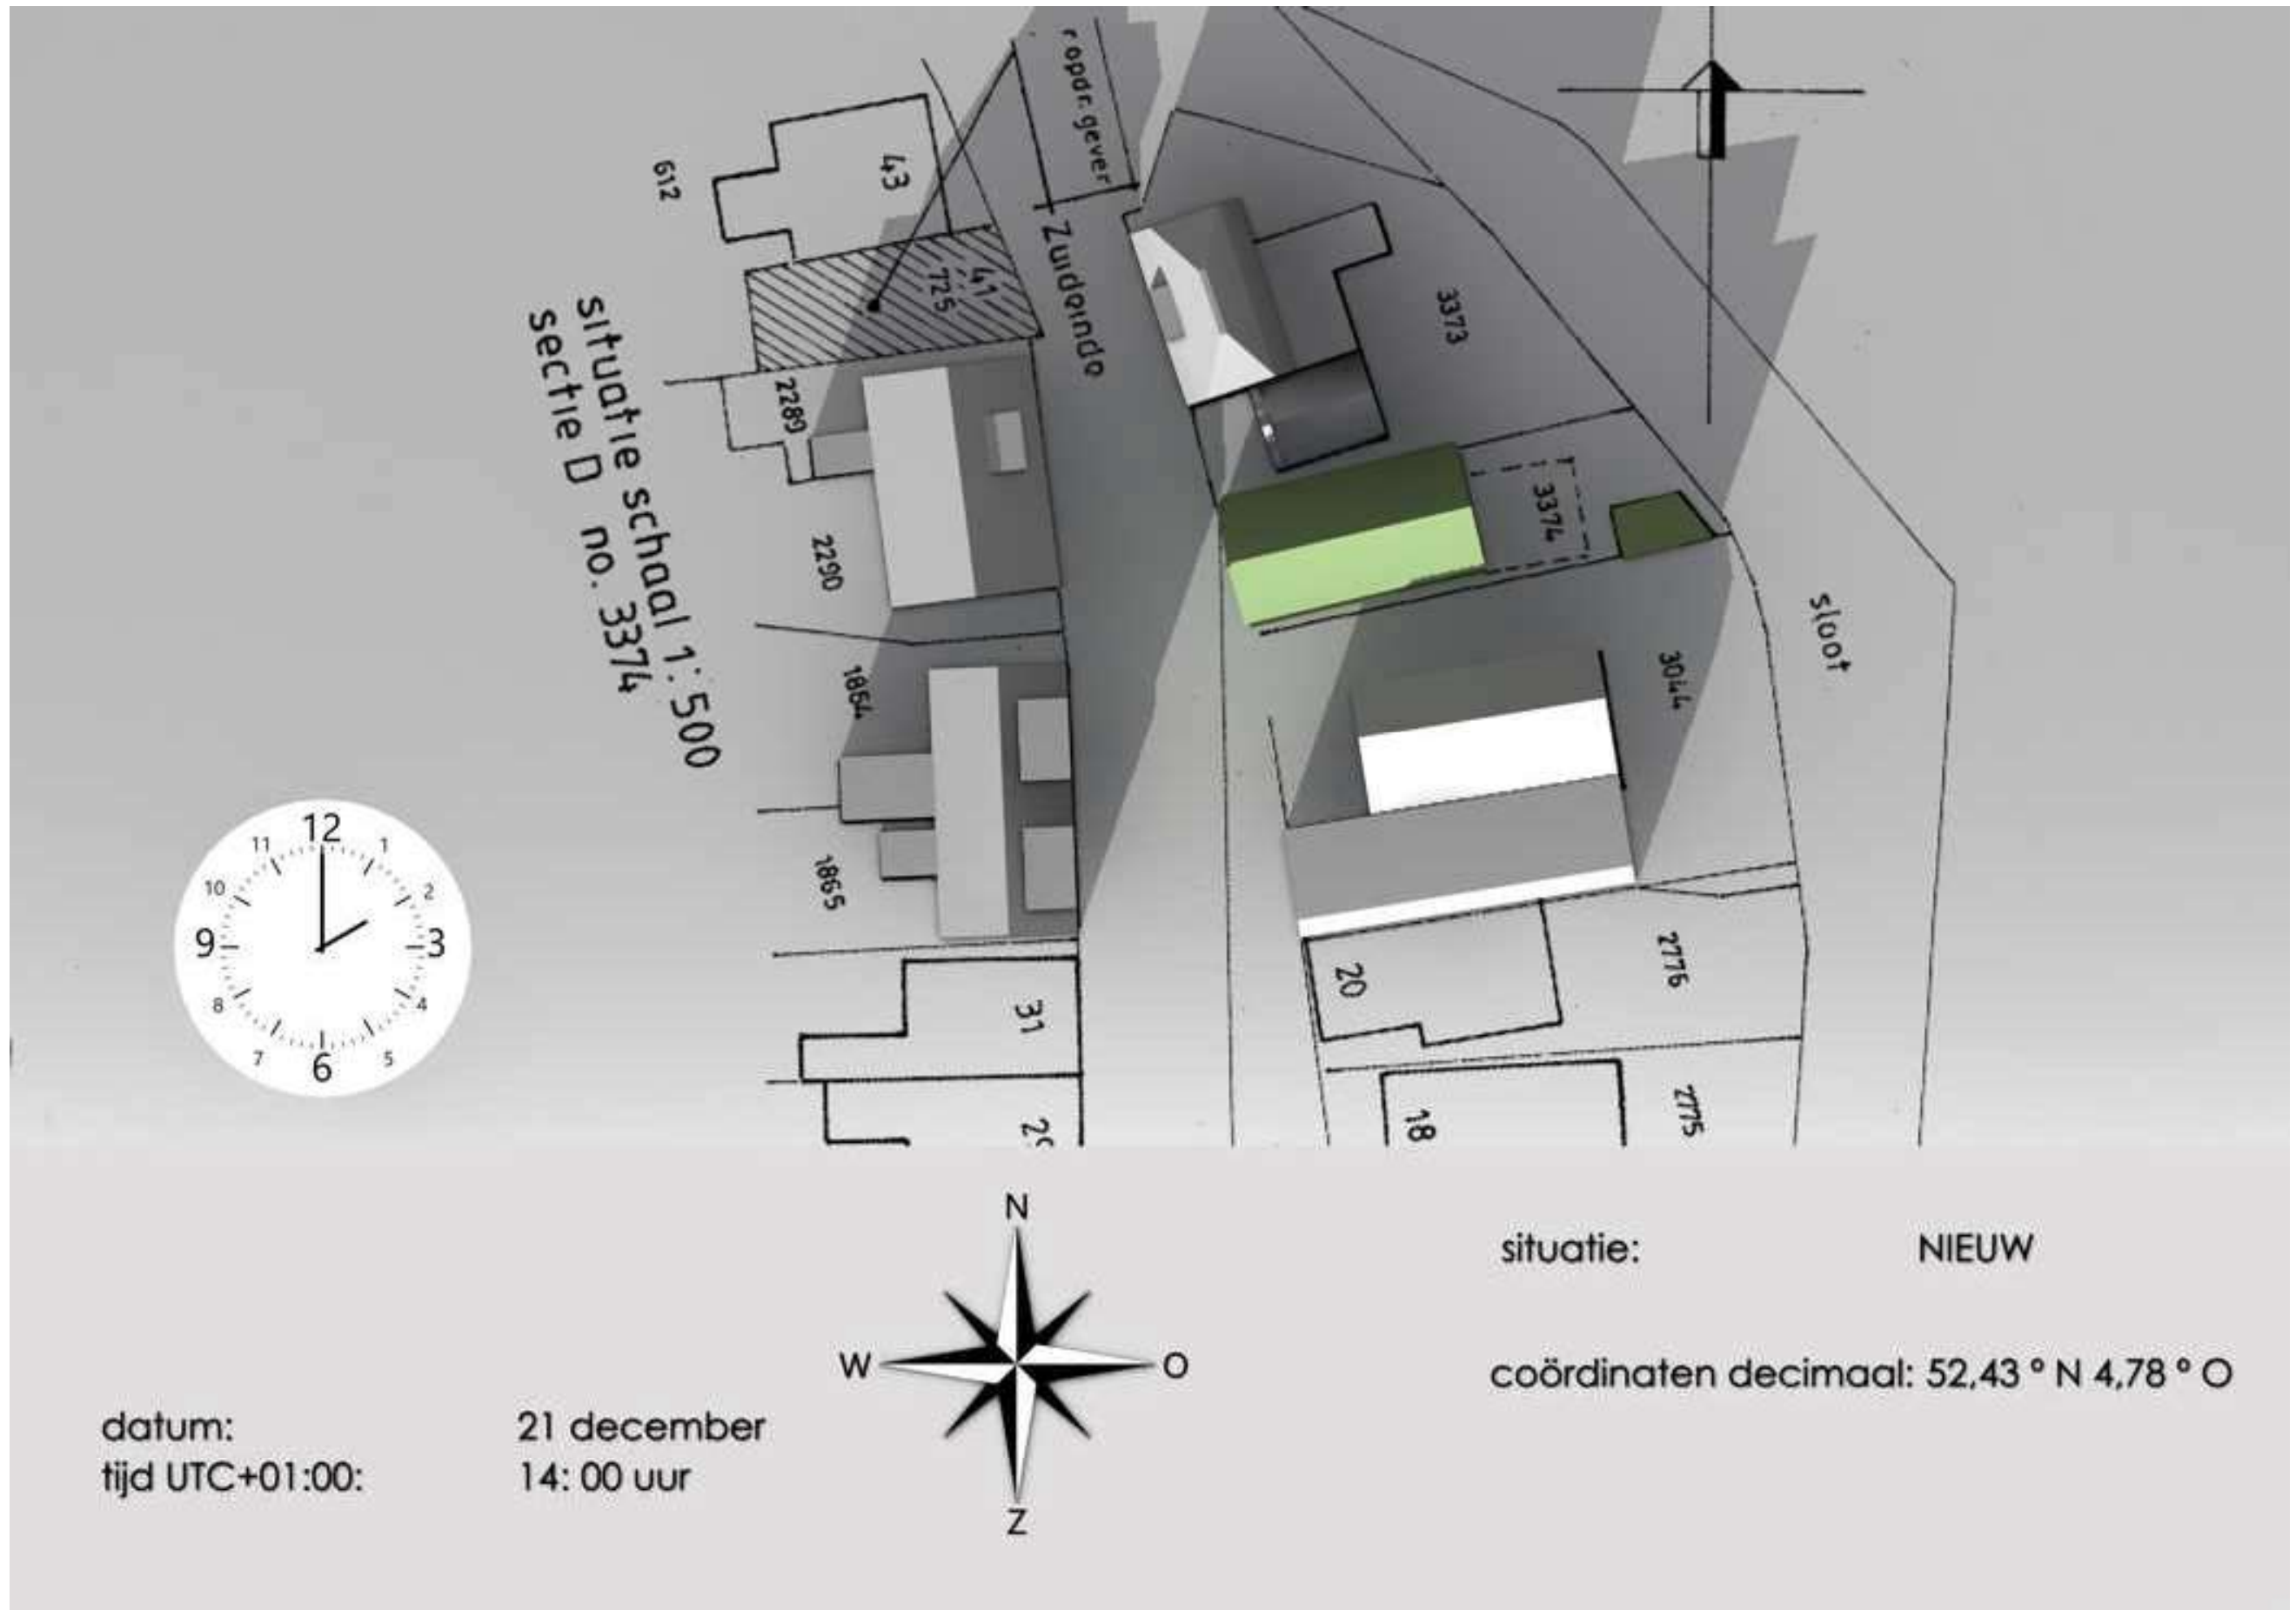 r opdr. gever
43
612
41
725
Zuideinde
situatie schaal 1:500
sectie D no. 3374
2289
2290
1864
1865
31
3373
3374
3044
sloot
20
2776
18
2775
12
1
2
3
4
5
6
7
8
9
10
11
N
W
O
Z
situatie: NIEUW
coördinaten decimaal: 52,43 º N 4,78 º O
datum: 21 december
tijd UTC+01:00: 14: 00 uur